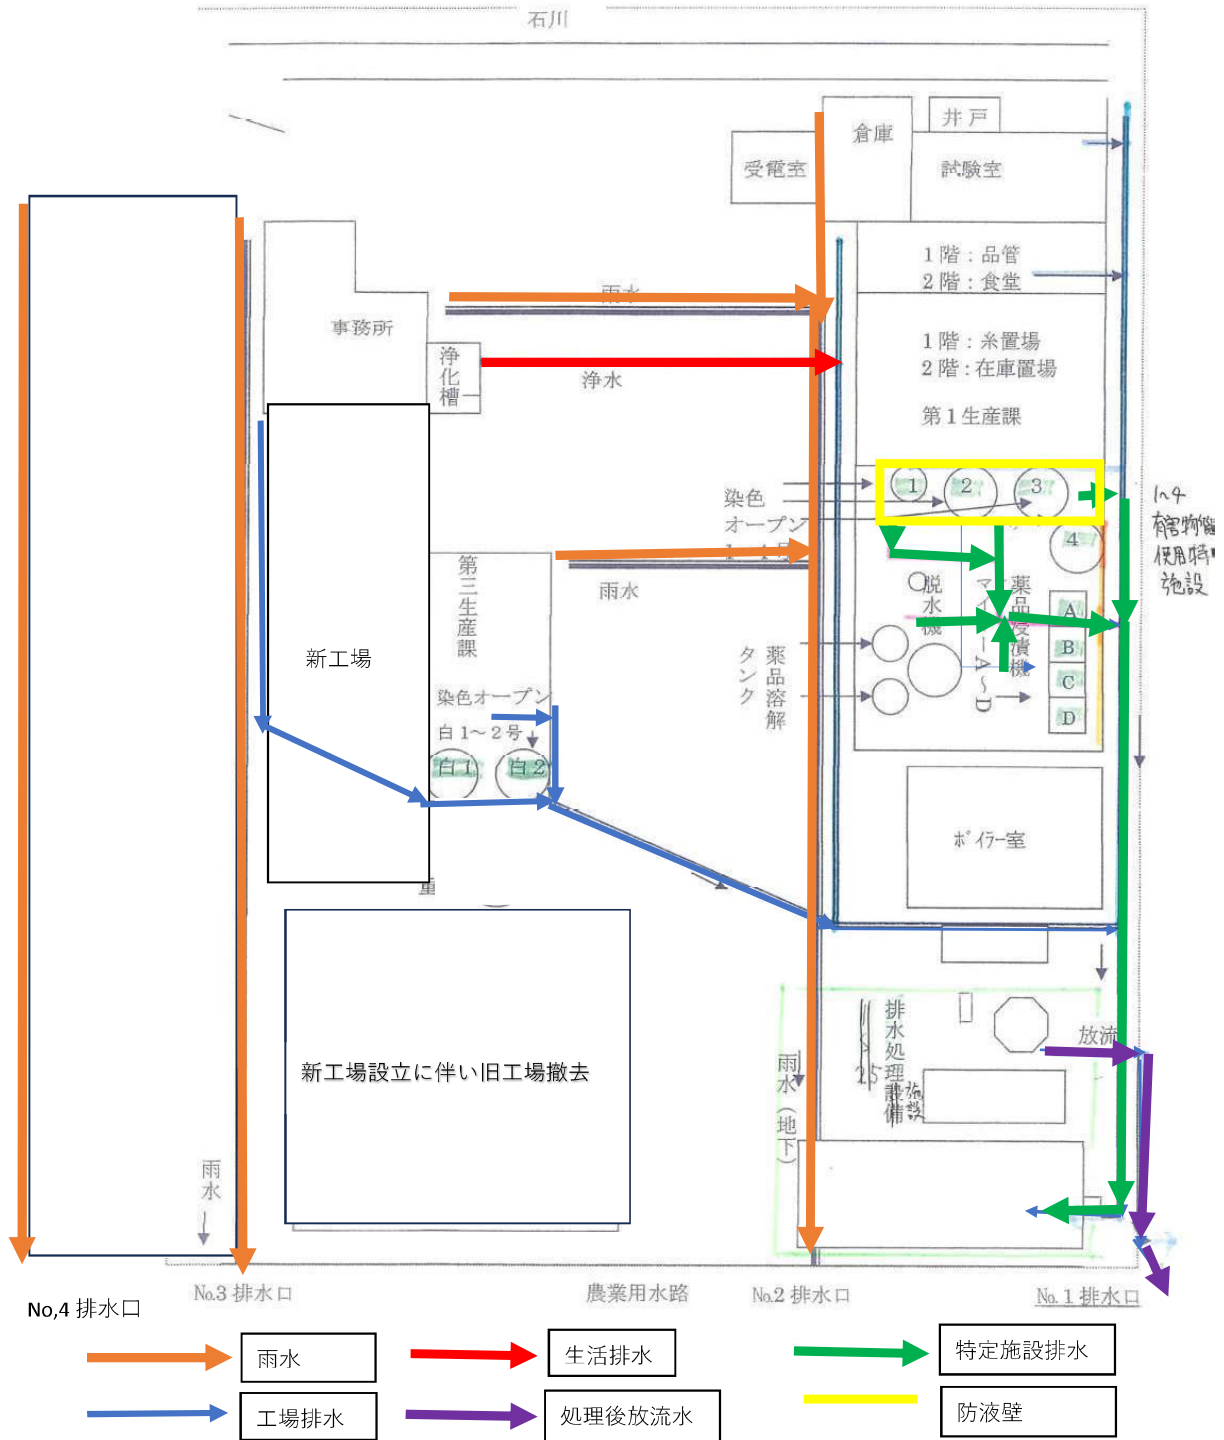 石川
井戸
倉庫
受電室
試験室
1階：品管
2階：食堂
雨水
事務所
1階：糸置場
2階：在庫置場
浄化槽
浄水
第1生産課
1 2 3
染色
オープン
4
1~4
有害物
使用特
施設
第三生産課
雨水
脱水機
薬品浸漬機
A～D
A
B
C
D
新工場
薬品溶解
タンク
染色オープン
白1～2号
白1 白2
ボイラー室
排水処理設備
施設
放流
雨水（地下）
新工場設立に伴い旧工場撤去
雨水
No.3 排水口
農業用水路
No.2 排水口
No.1 排水口
No,4 排水口
雨水
生活排水
特定施設排水
工場排水
処理後放流水
防液壁